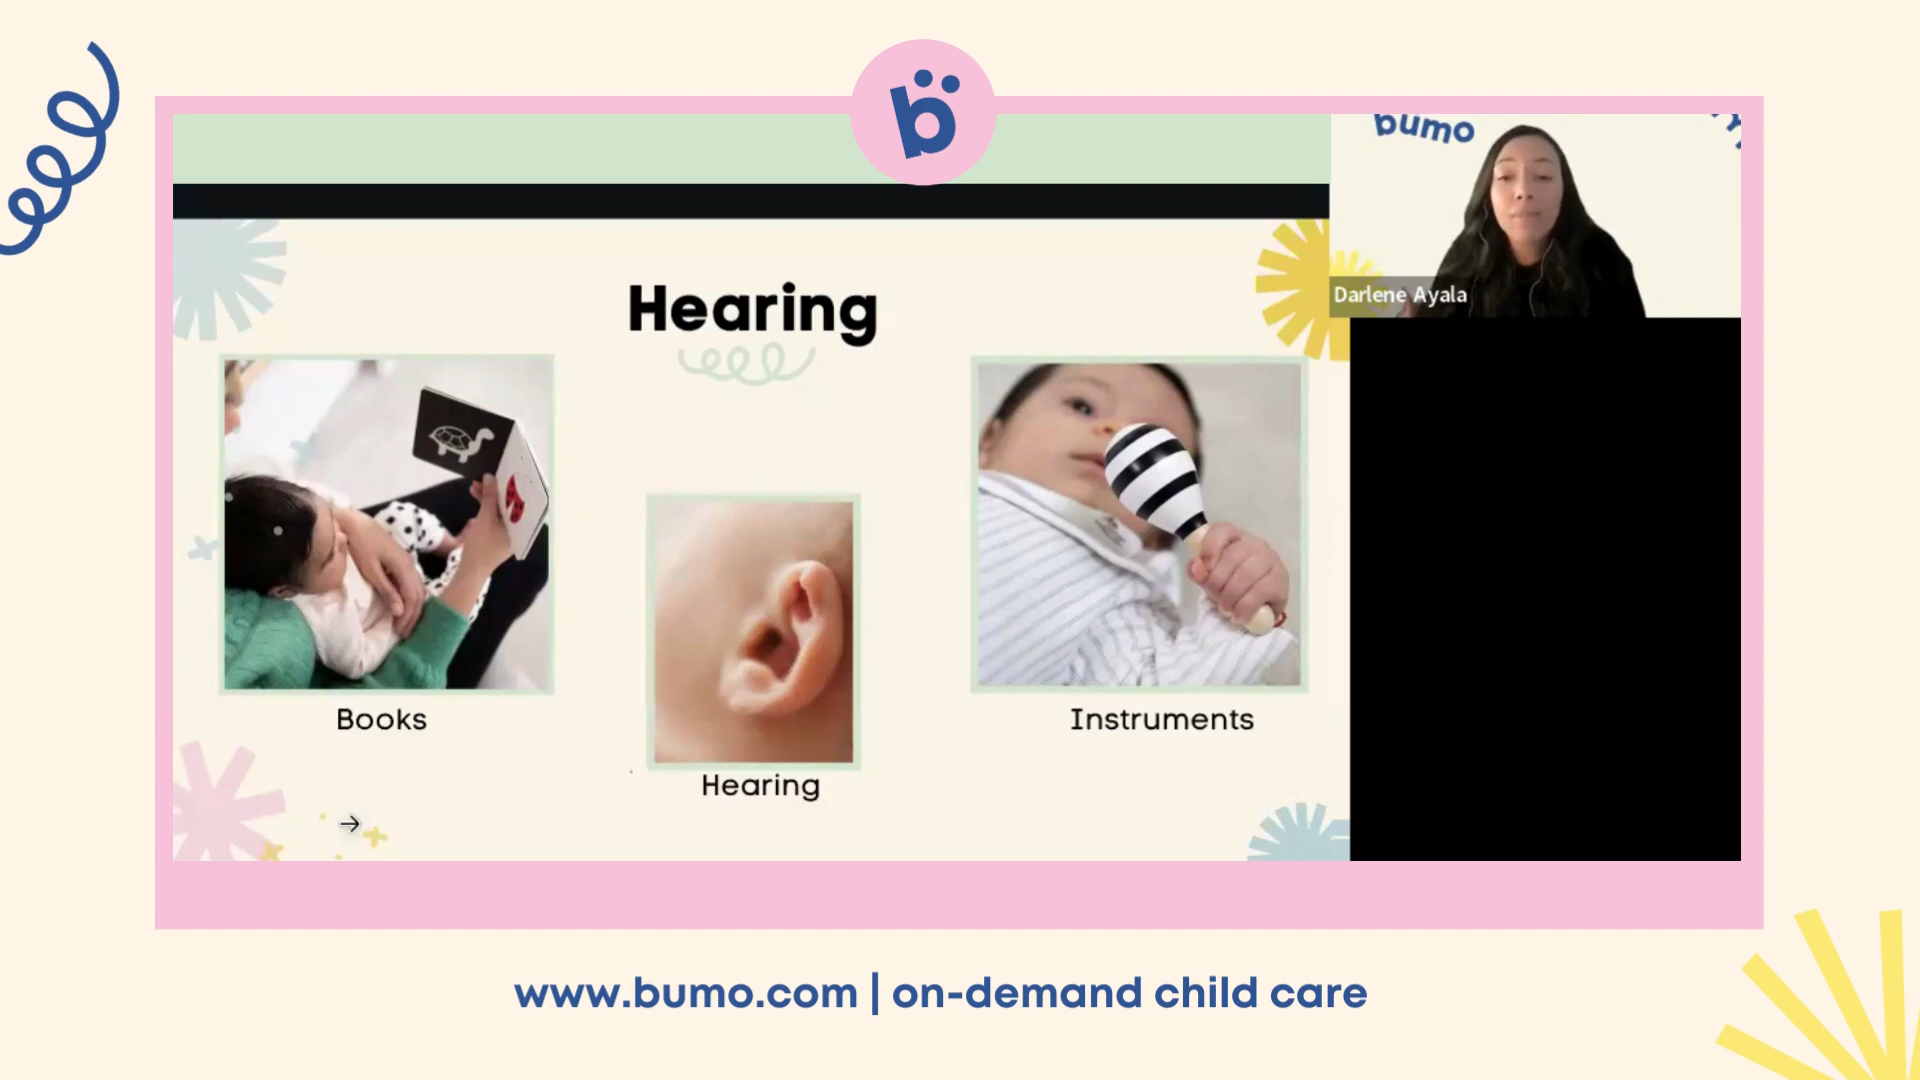 b
bumo
Darlene Ayala
Hearing
Books
Instruments
Hearing
www.bumo.com | on-demand child care